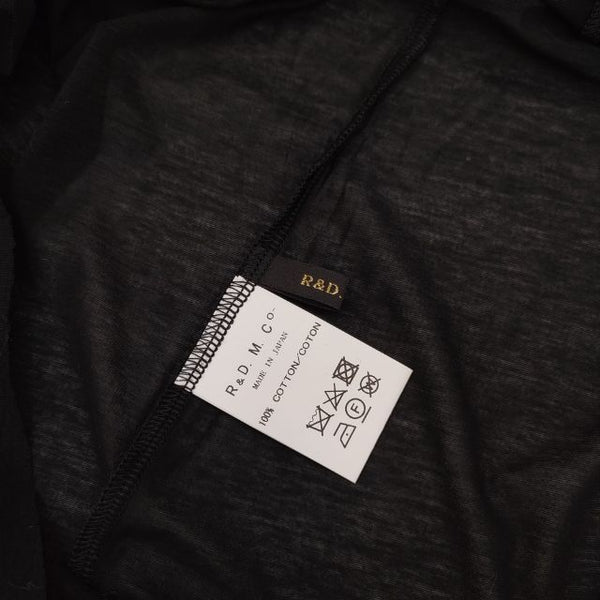 R&D.
R & D. M. Co-
MADE IN JAPAN
100% COTTON/COTON
F